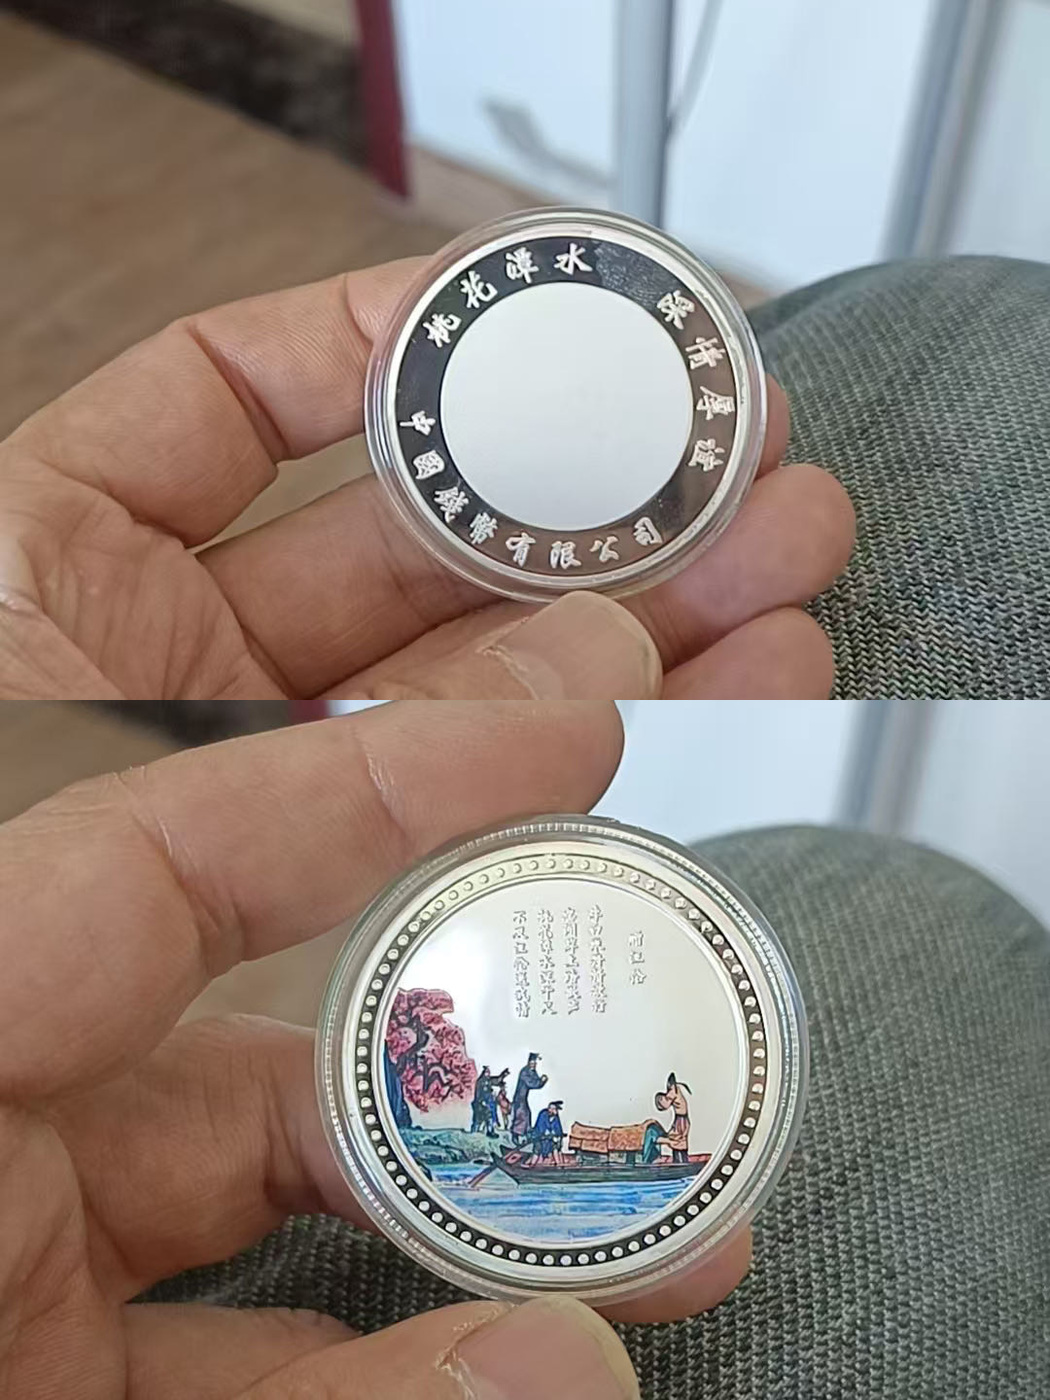 桃花潭水 深情厚谊
中國錢幣有限公司
赠汪伦
李白乘舟将欲行
忽闻岸上踏歌声
桃花潭水深千尺
不及汪伦送我情